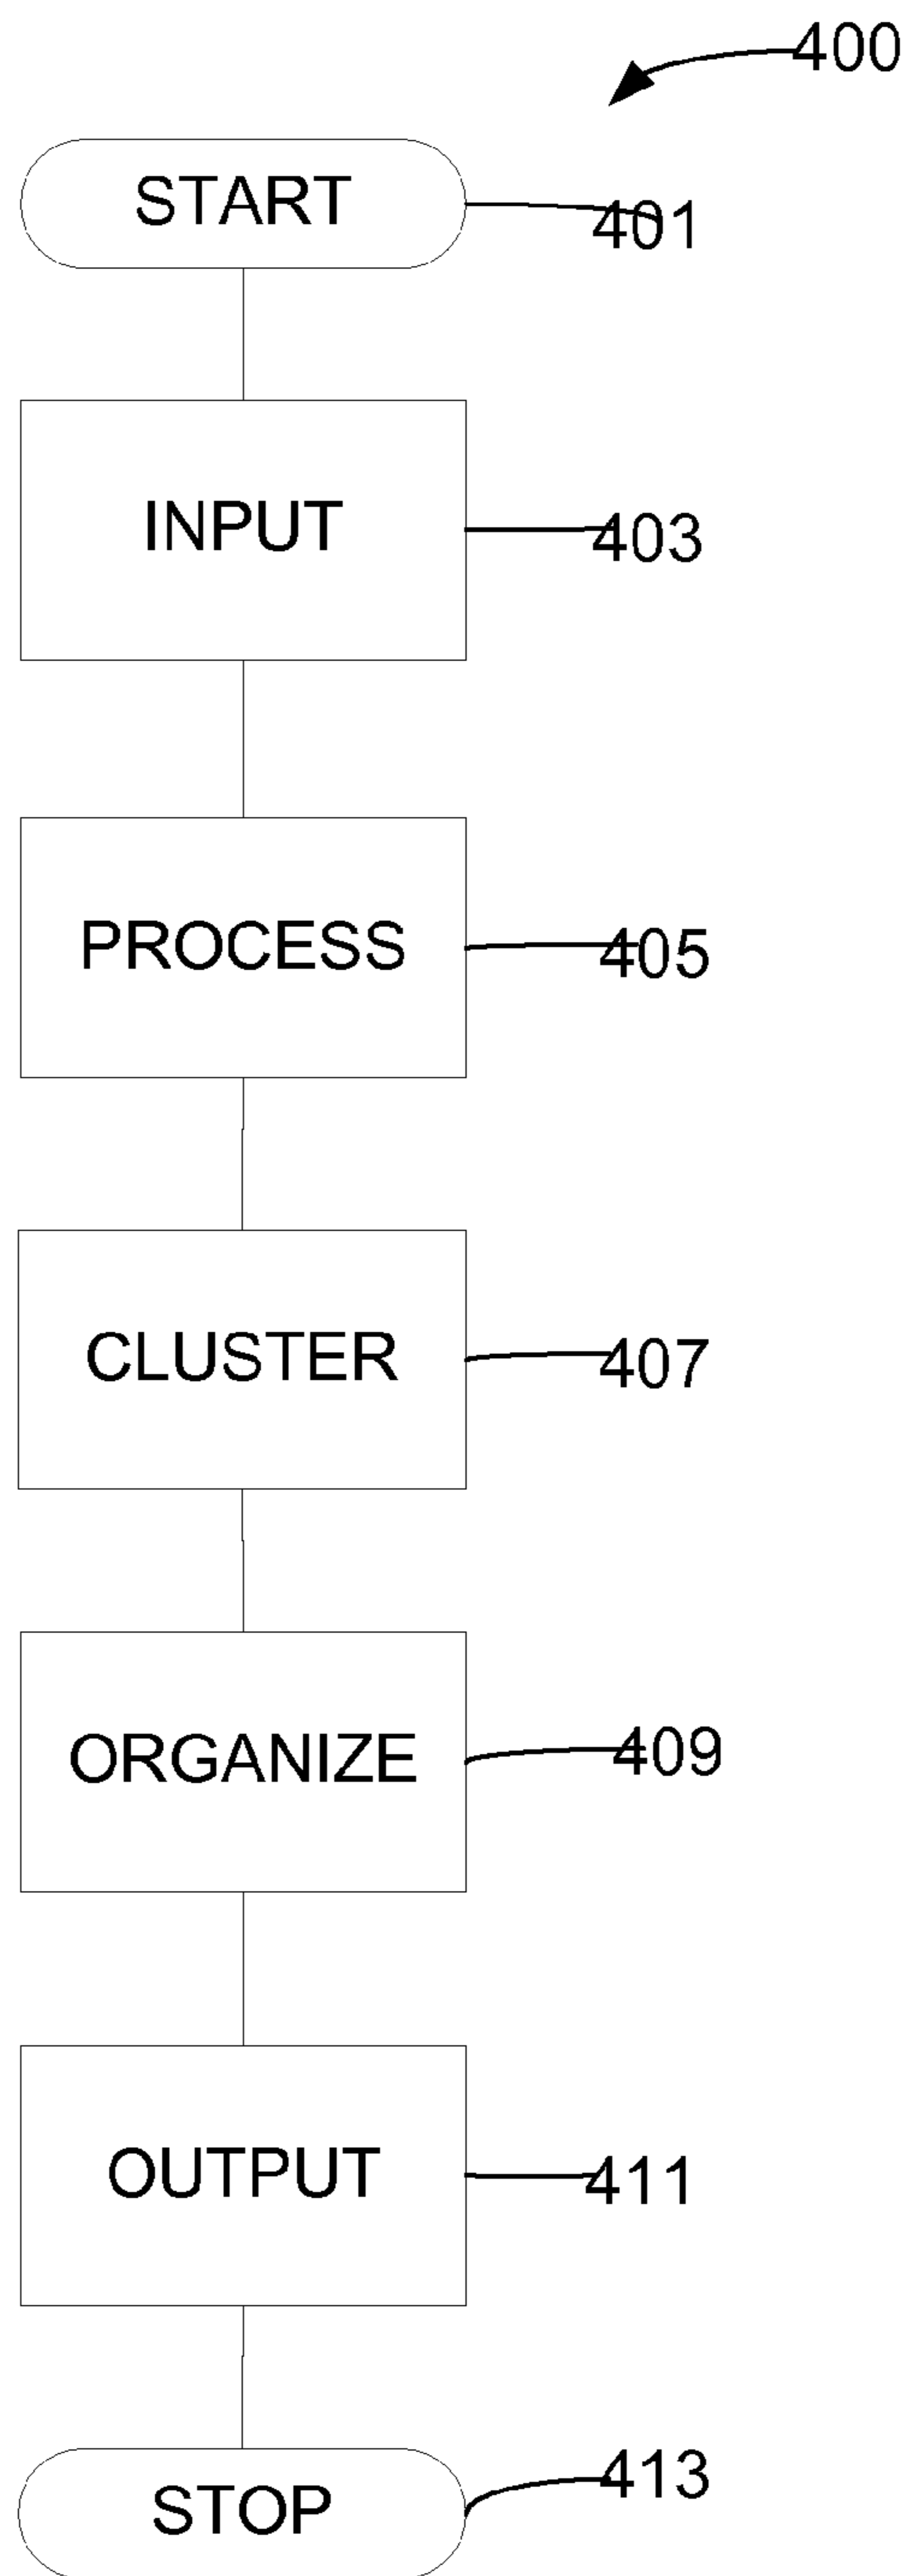 400
START
401
INPUT
403
PROCESS
405
CLUSTER
407
ORGANIZE
409
OUTPUT
411
STOP
413